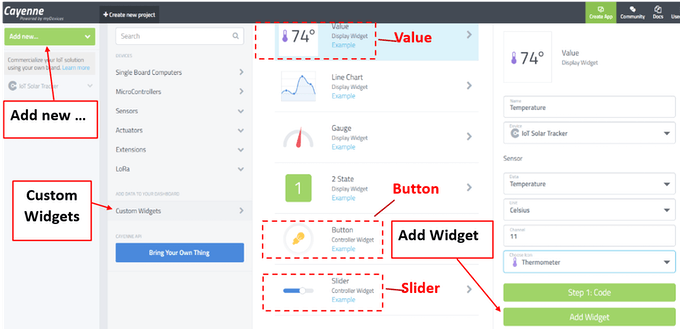 Cayenne
Powered by myDevices
+ Create new project
Create App
Community
Docs
User
Add new...
Commercialize your IoT solution
using your own brand. Learn more
IoT Solar Tracker
Add new ...
Custom
Widgets
Search
Single Board Computers
MicroControllers
Sensors
Actuators
Extensions
LoRa
ADD DATA TO YOUR DASHBOARD
Custom Widgets
CAYENNE API
Bring Your Own Thing
74°
Value
Display Widget
Example
Value
Line Chart
Display Widget
Example
Gauge
Display Widget
Example
1
2 State
Display Widget
Example
Button
Button
Controller Widget
Example
Slider
Controller Widget
Example
Slider
Add Widget
74°
Value
Display Widget
Name
Temperature
Device
IoT Solar Tracker
Sensor
Data
Temperature
Unit
Celsius
Channel
11
Choose Icon
Thermometer
Step 1: Code
Add Widget